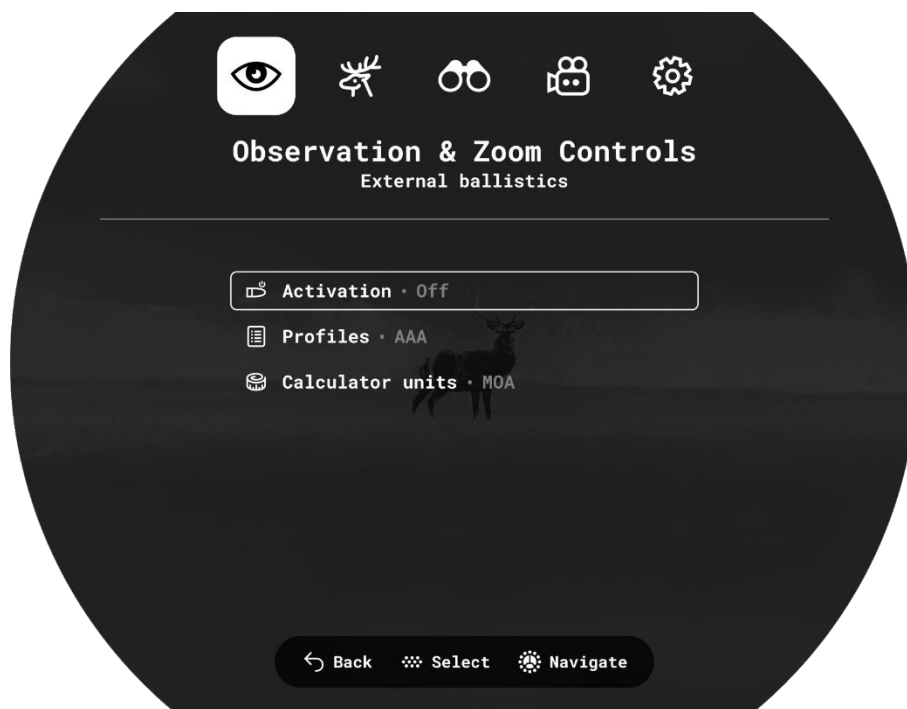 Observation & Zoom Controls
External ballistics
Activation • Off
Profiles • AAA
Calculator units • MOA
Back Select Navigate